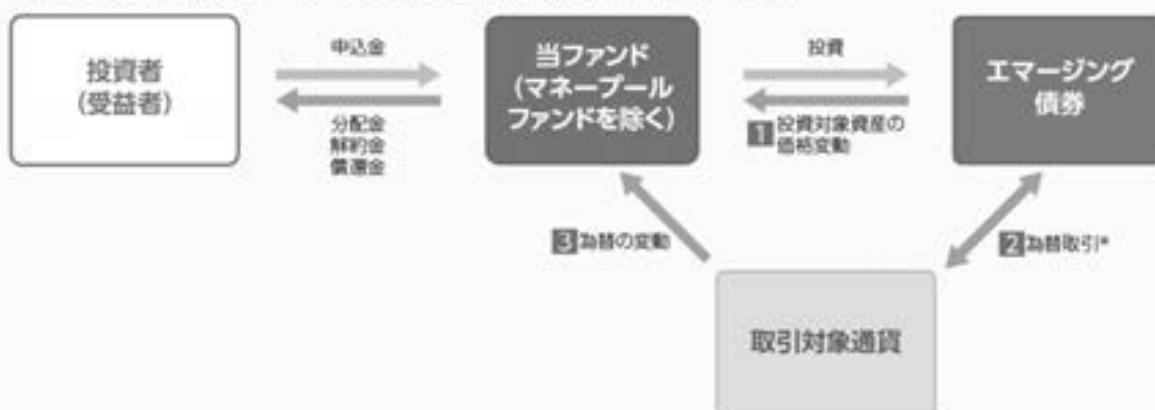 投資者
(受益者)
申込金
分配金
解約金
償還金
当ファンド
(マネープール
ファンドを除く)
投資
1 投資対象資産の
価格変動
エマージング
債券
3 為替の変動
2 為替取引*
取引対象通貨